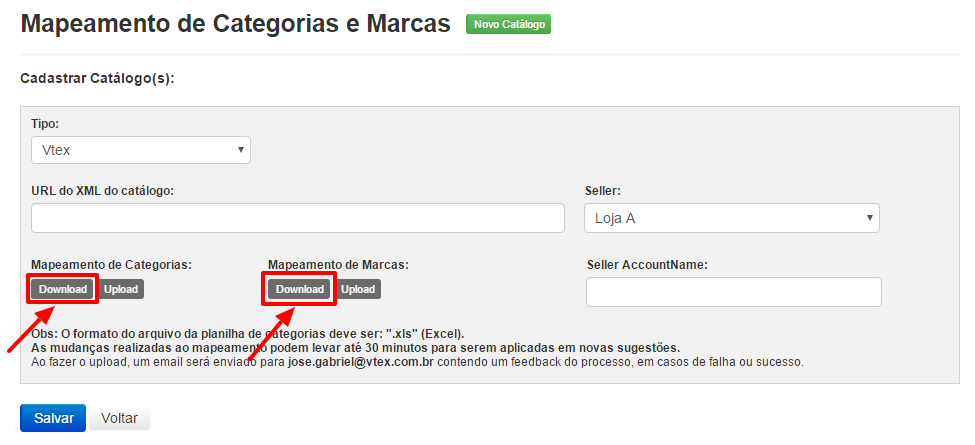 Mapeamento de Categorias e Marcas Novo Catálogo
Cadastrar Catálogo(s):
Tipo:
Vtex
URL do XML do catálogo: Seller:
Loja A
Mapeamento de Categorias: Mapeamento de Marcas: Seller AccountName:
Download Upload Download Upload
Obs: O formato do arquivo da planilha de categorias deve ser: ".xls" (Excel).
As mudanças realizadas ao mapeamento podem levar até 30 minutos para serem aplicadas em novas sugestões.
Ao fazer o upload, um email será enviado para jose.gabriel@vtex.com.br contendo um feedback do processo, em casos de falha ou sucesso.
Salvar Voltar